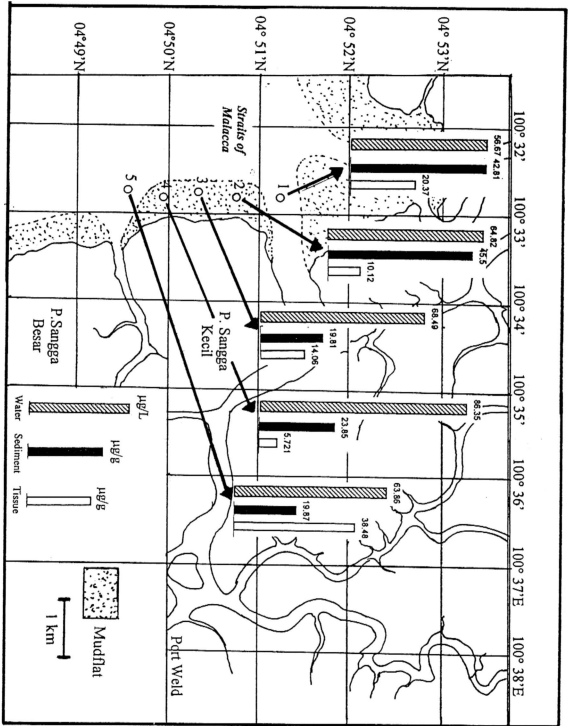 100° 32'
100° 33'
100° 34'
100° 35'
100° 36'
100° 37'E
100° 38'E
04° 53'N
04° 52'N
04° 51'N
04° 50'N
04° 49'N
56.67
42.81
20.37
64.82
45.5
10.12
68.49
19.81
14.06
86.35
23.85
5.721
63.86
19.87
38.48
Straits of
Malacca
1
2
3
4
5
P. Sangga
Kecil
P.Sangga
Besar
Port Weld
µg/L
Water
µg/g
Sediment
µg/g
Tissue
Mudflat
1 km